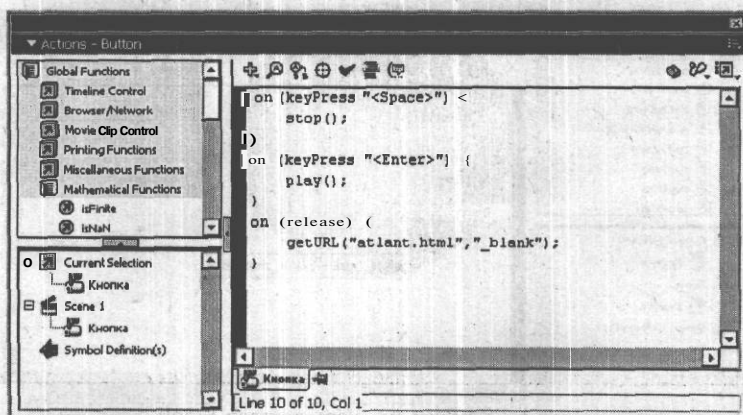 Actions - Button
Global Functions
Timeline Control
Browser/Network
Movie Clip Control
Printing Functions
Miscellaneous Functions
Mathematical Functions
isFinite
isNaN
Current Selection
Кнопка
Scene 1
Кнопка
Symbol Definition(s)
on (keyPress "<Space>") <
stop();
)
on (keyPress "<Enter>") {
play();
}
on (release) (
getURL("atlant.html","_blank");
}
Кнопка
Line 10 of 10, Col 1